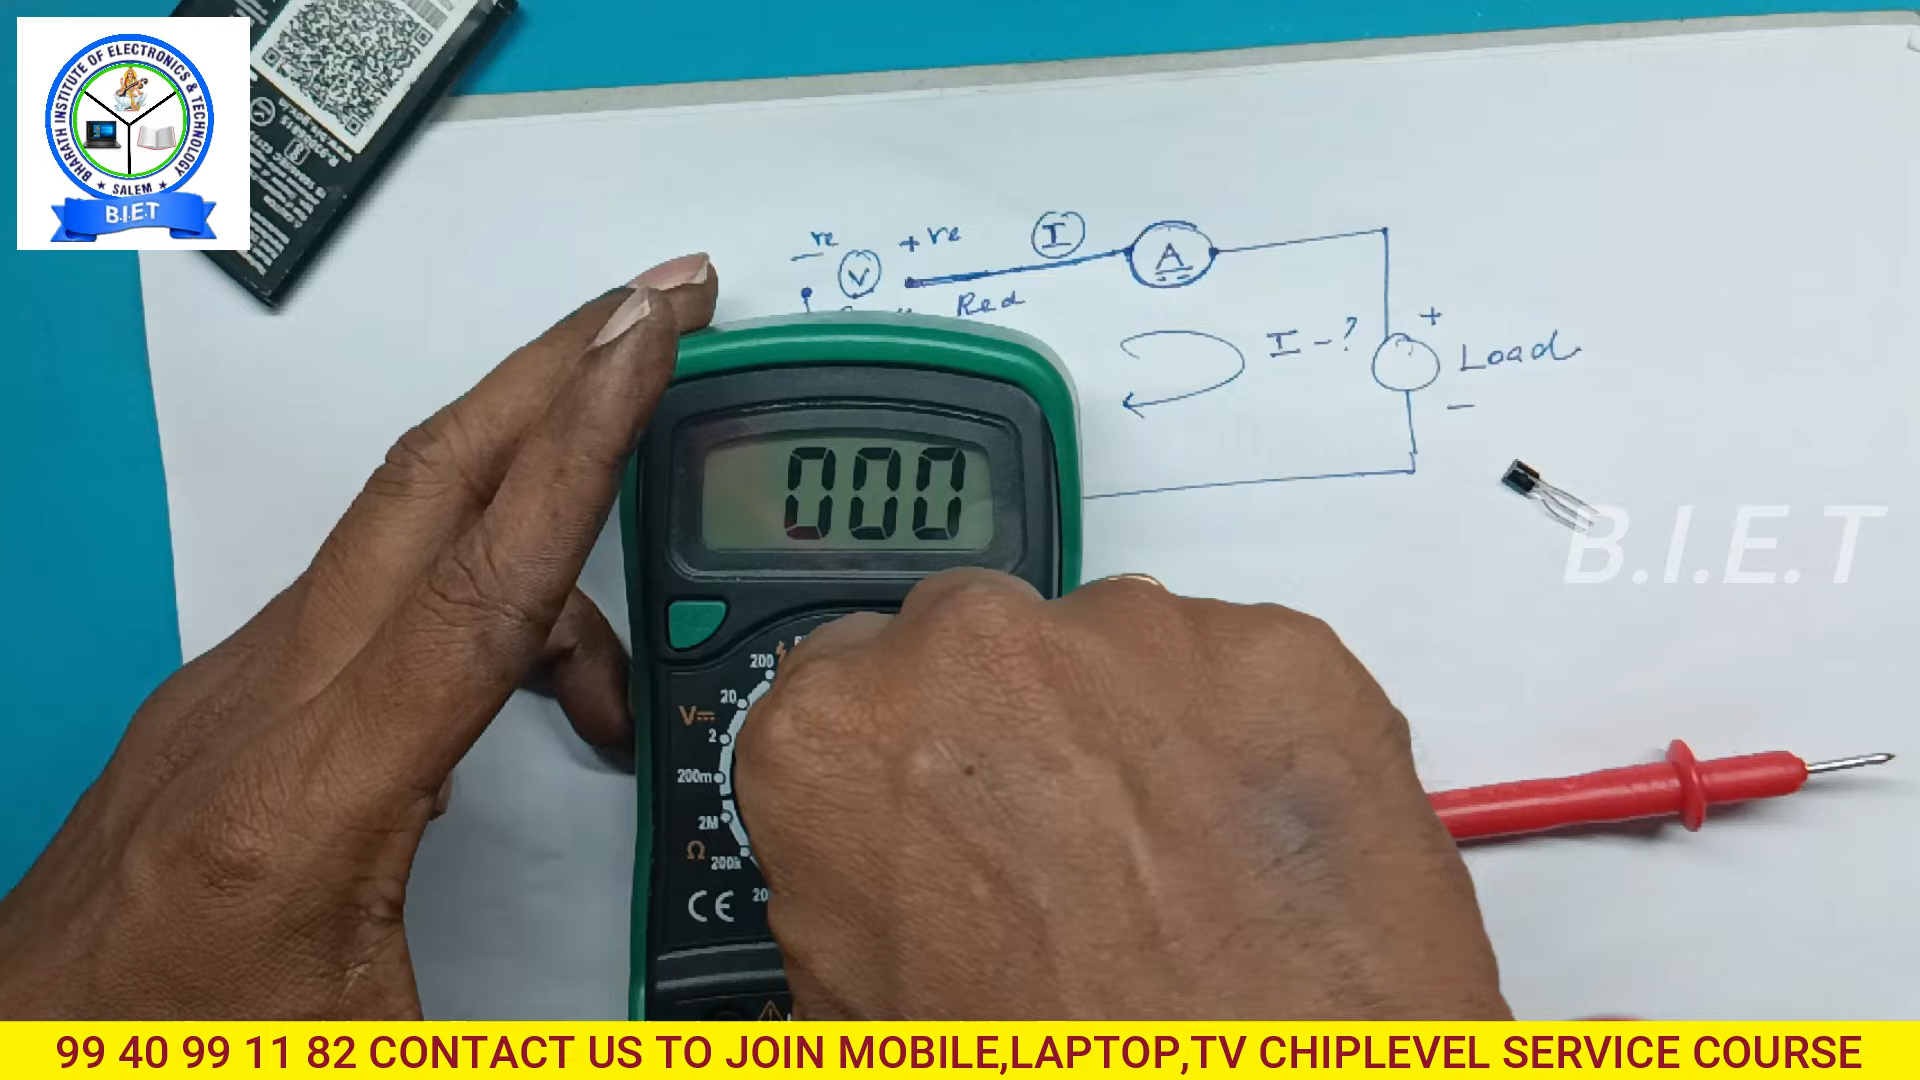 BHARATH INSTITUTE OF ELECTRONICS & TECHNOLOGY
★ SALEM ★
B.I.E.T
-ve
V
+ve
I
A
Red
I - ?
+
Load
-
000
200
20
V
2
200m
2M
Ω
200k
20
CE
B.I.E.T
99 40 99 11 82 CONTACT US TO JOIN MOBILE,LAPTOP,TV CHIPLEVEL SERVICE COURSE